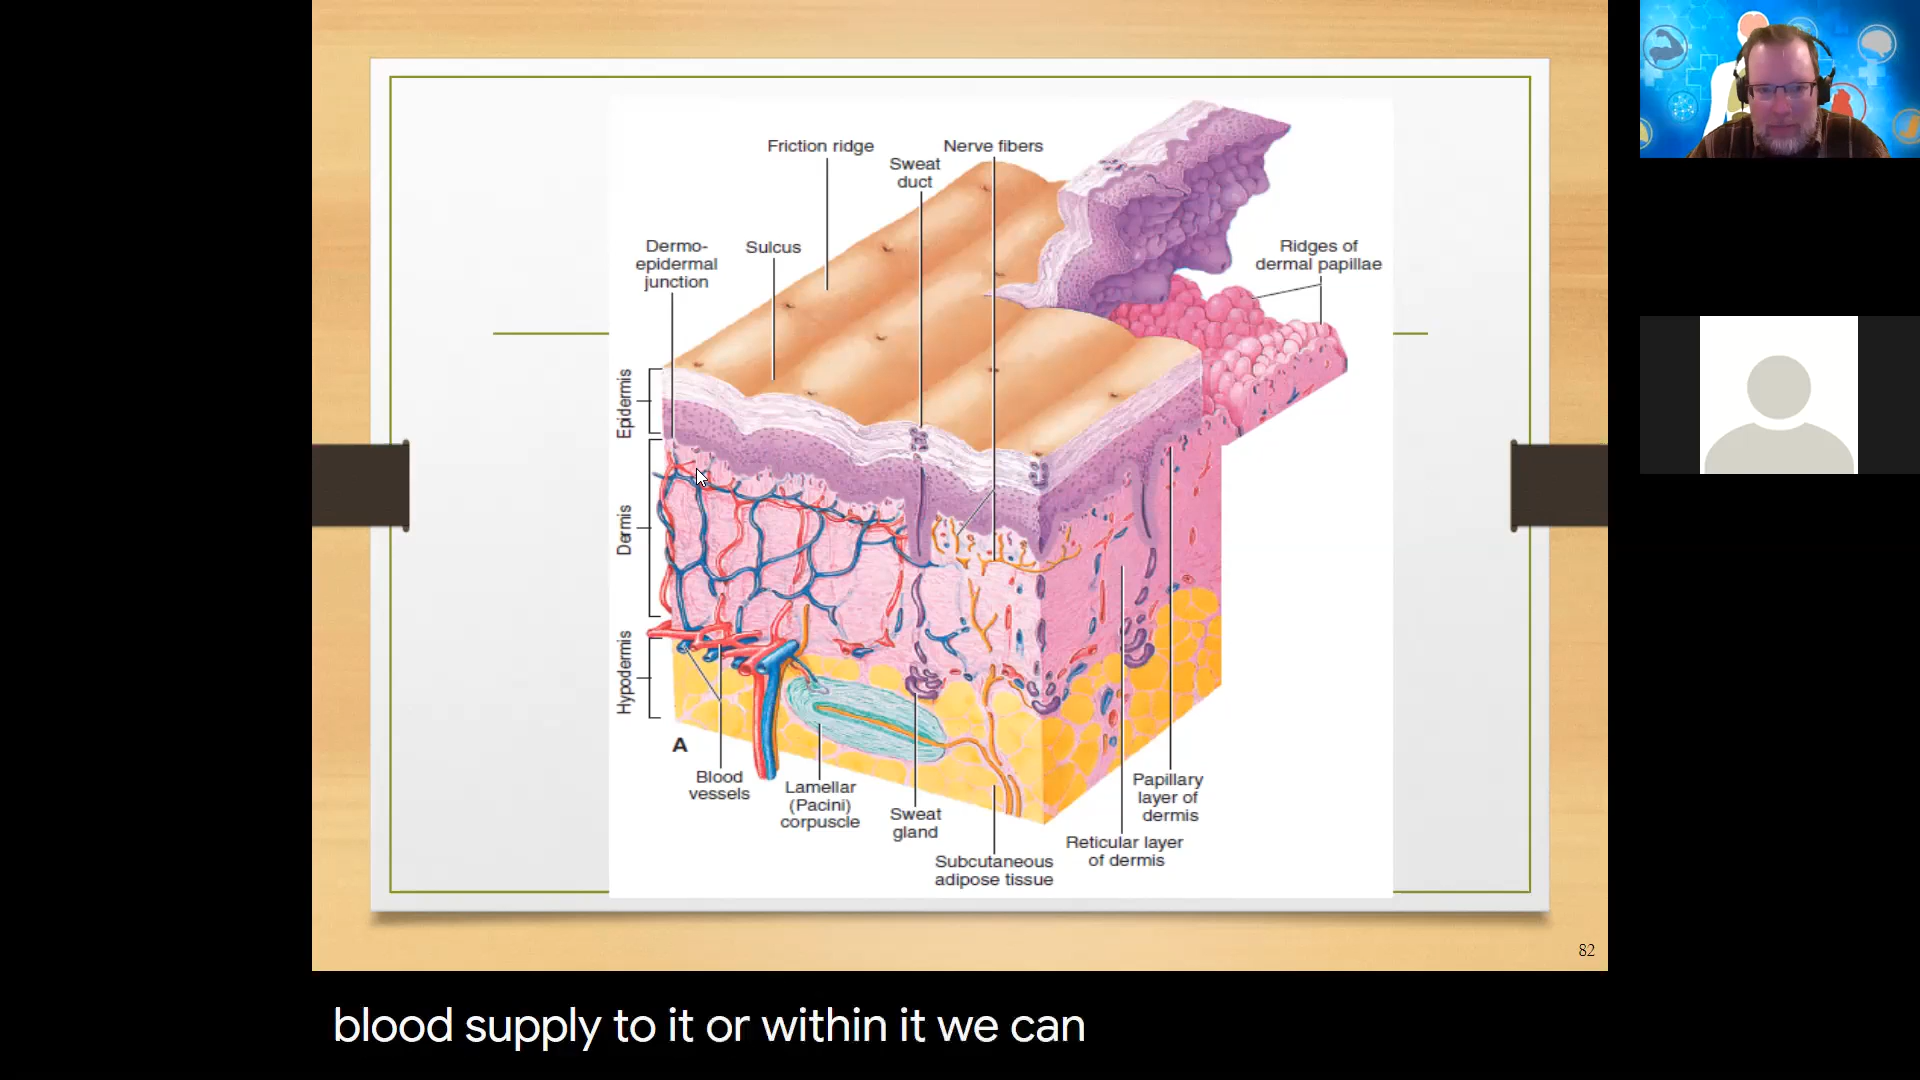 Friction ridge
Nerve fibers
Sweat
duct
Dermo-
epidermal
junction
Sulcus
Ridges of
dermal papillae
Epidermis
Dermis
Hypodermis
A
Blood
vessels
Lamellar
(Pacini)
corpuscle
Sweat
gland
Subcutaneous
adipose tissue
Reticular layer
of dermis
Papillary
layer of
dermis
82
blood supply to it or within it we can